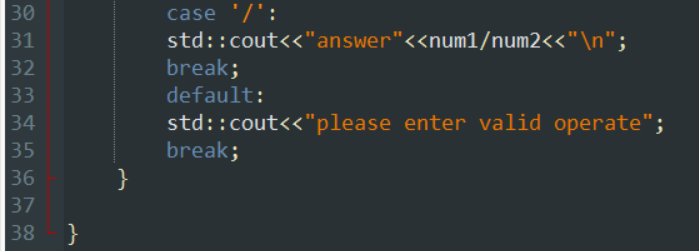 30 case '/':
31 std::cout<<"answer"<<num1/num2<<"\n";
32 break;
33 default:
34 std::cout<<"please enter valid operate";
35 break;
36 }
37
38 }